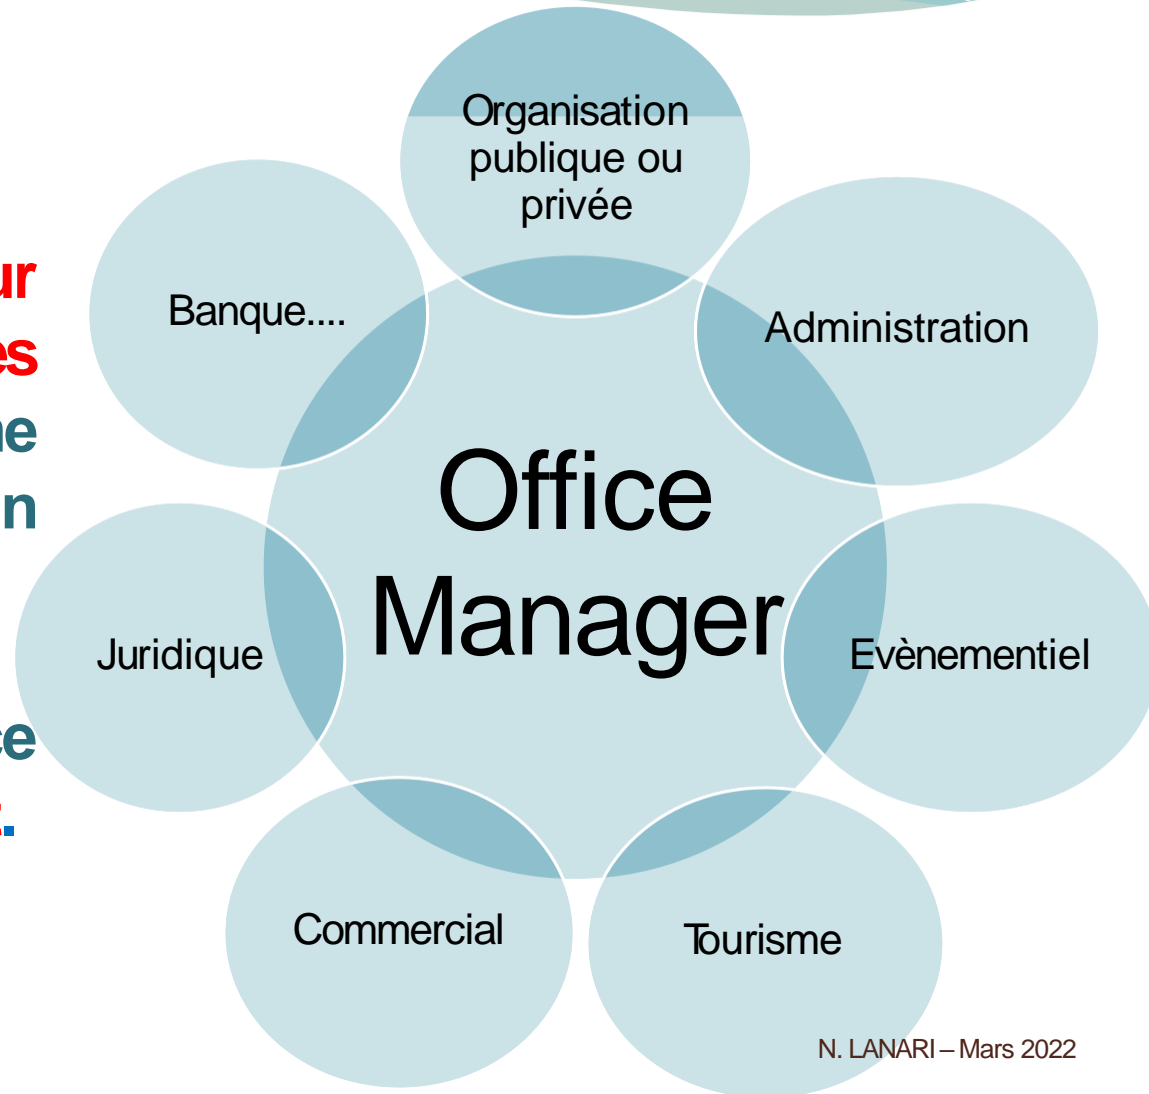 Organisation
publique ou
privée
Banque....
Administration
Office
Manager
Juridique
Evènementiel
Commercial
Tourisme
N. LANARI – Mars 2022